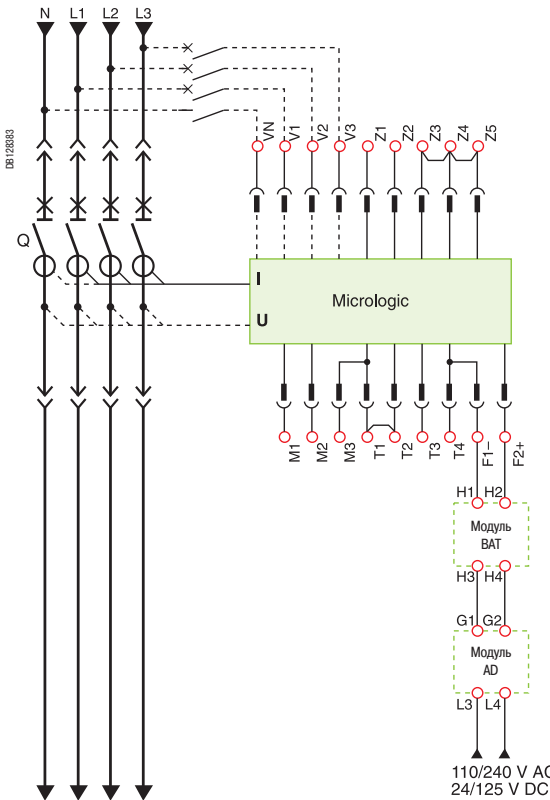 N L1 L2 L3
DB128383
VN V1 V2 V3 Z1 Z2 Z3 Z4 Z5
Q
I
Micrologic
U
M1 M2 M3 T1 T2 T3 T4 F1− F2+
H1 H2
Модуль
BAT
H3 H4
G1 G2
Модуль
AD
L3 L4
110/240 V AC
24/125 V DC